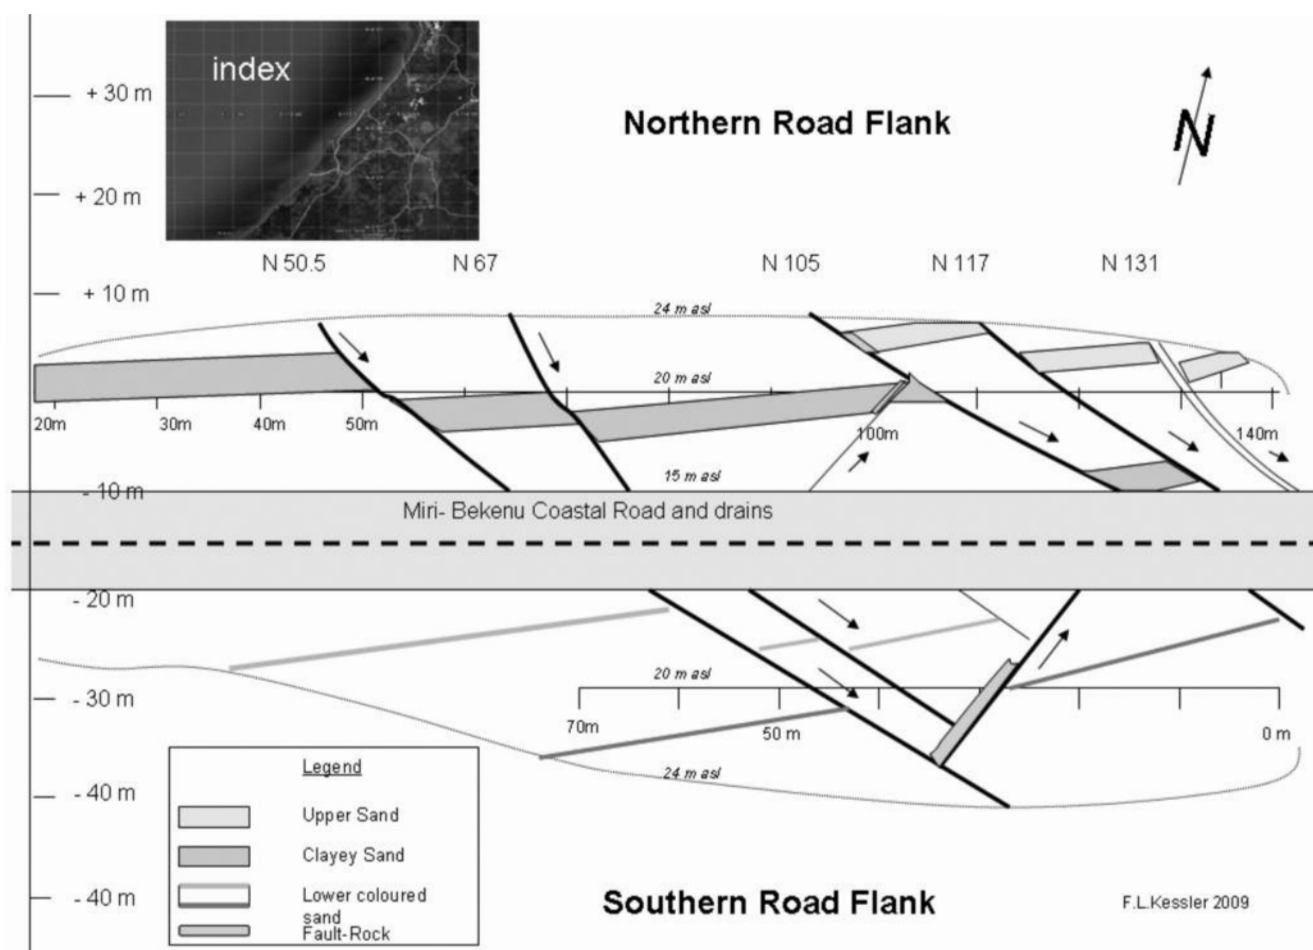 index
Northern Road Flank
N
+ 30 m
+ 20 m
+ 10 m
N 50.5 N 67 N 105 N 117 N 131
24 m asl
20 m asl
20m 30m 40m 50m 100m 140m
15 m asl
- 10 m
Miri- Bekenu Coastal Road and drains
- 20 m
20 m asl
- 30 m
70m 50 m 0 m
24 m asl
- 40 m
Legend
Upper Sand
Clayey Sand
Lower coloured
sand
Fault-Rock
- 40 m
Southern Road Flank
F.L.Kessler 2009